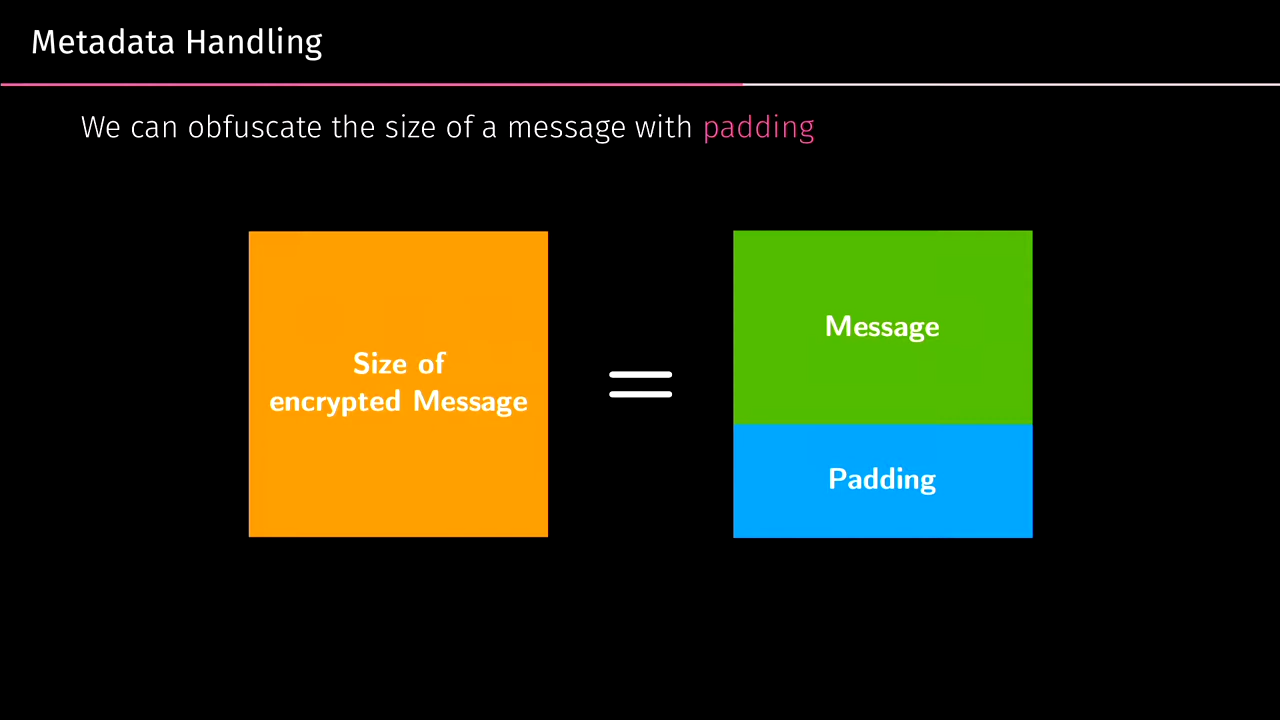 Metadata Handling
We can obfuscate the size of a message with padding
Size of
encrypted Message
=
Message
Padding